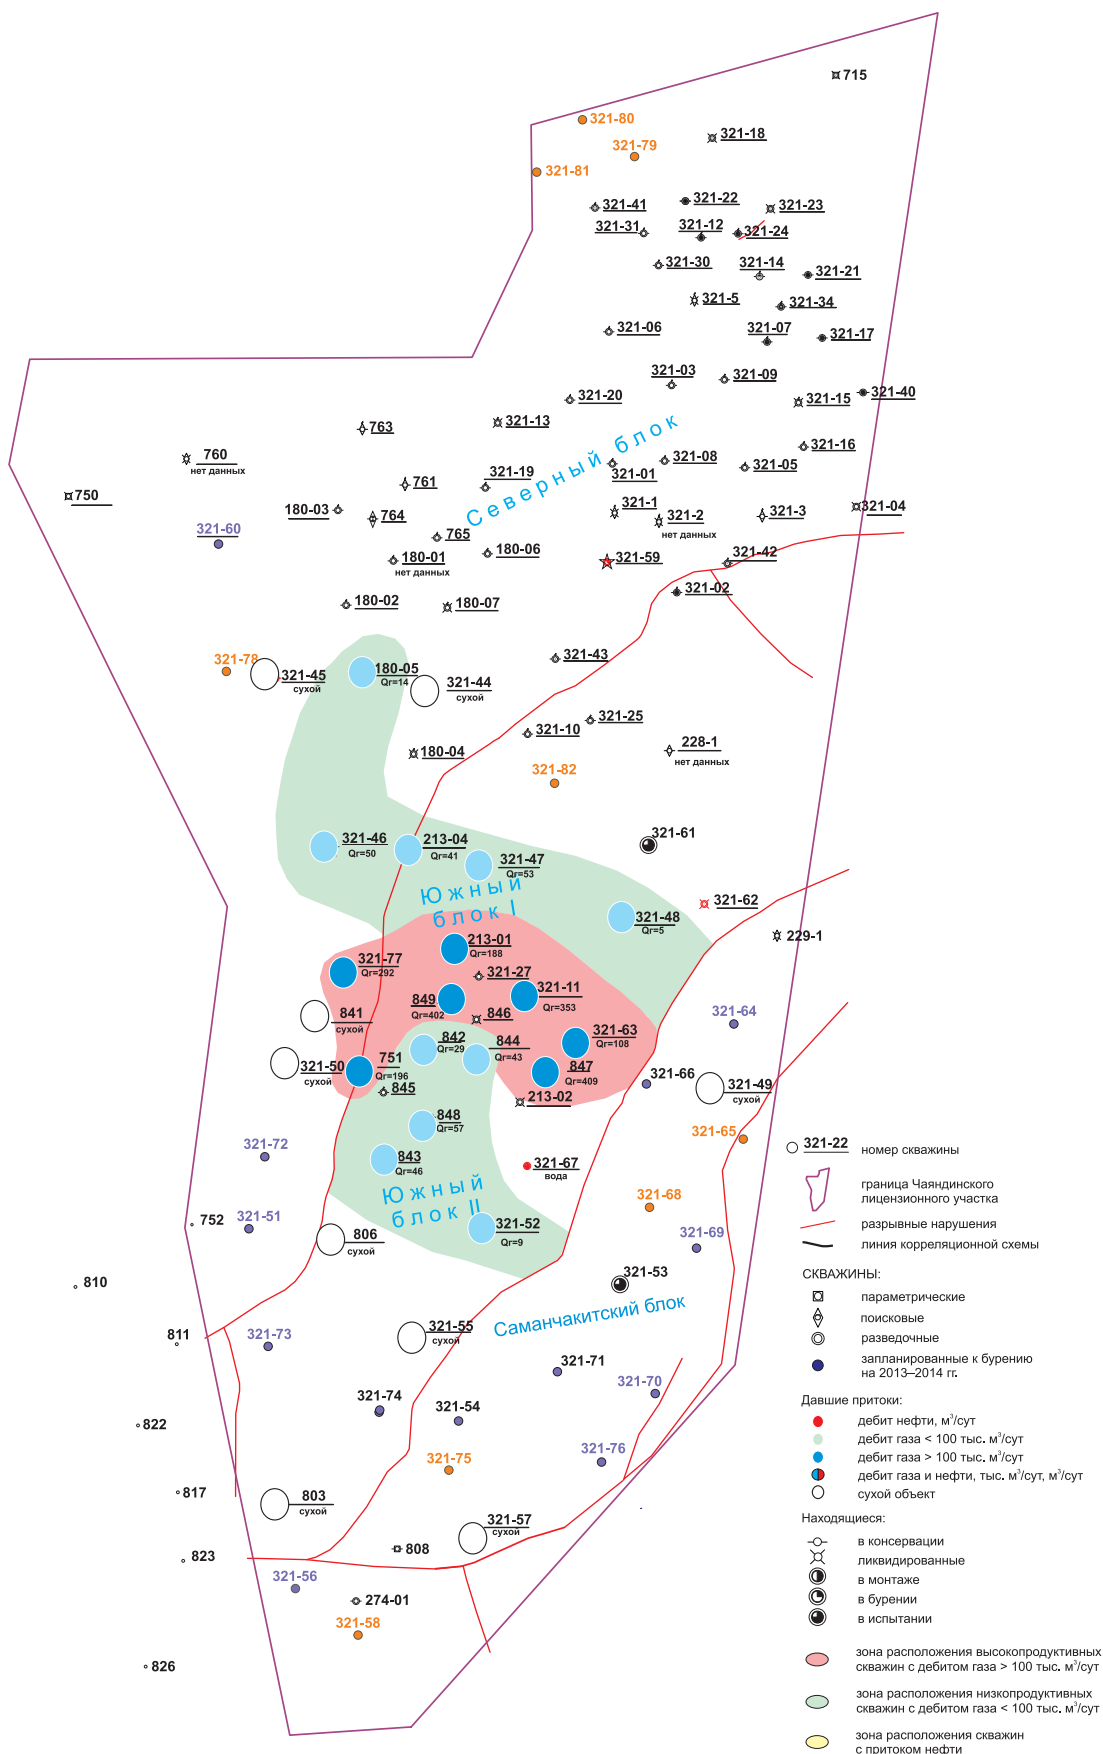 715
321-80
321-79
321-18
321-81
321-41
321-22
321-23
321-31
321-12
321-24
321-30
321-14
321-21
321-5
321-34
321-06
321-07
321-17
321-03
321-09
321-20
321-15
321-40
321-13
763
Северный блок
760
нет данных
321-16
321-19
321-01
321-08
321-05
761
750
180-03
764
321-1
321-2
нет данных
321-3
321-04
321-60
765
180-01
нет данных
180-06
321-59
321-42
180-02
180-07
321-02
321-78
321-45
сухой
180-05
Qг=14
321-44
сухой
321-43
321-25
321-10
180-04
228-1
нет данных
321-82
321-46
Qг=50
213-04
Qг=41
321-47
Qг=53
321-61
Южный
блок I
321-62
321-48
Qг=5
229-1
213-01
Qг=188
321-77
Qг=292
321-27
849
Qг=402
321-11
Qг=353
846
841
сухой
321-64
321-63
Qг=108
842
Qг=29
844
Qг=43
321-50
сухой
751
Qг=196
847
Qг=409
321-66
321-49
сухой
845
213-02
848
Qг=57
321-65
321-72
843
Qг=46
321-67
вода
Южный
блок II
321-68
752
321-51
806
сухой
321-52
Qг=9
321-69
810
321-53
811
321-73
321-55
сухой
Саманчакитский блок
321-71
321-70
321-74
321-54
822
321-75
321-76
817
803
сухой
321-57
сухой
823
808
321-56
274-01
321-58
826
321-22 номер скважины
граница Чаяндинского
лицензионного участка
разрывные нарушения
линия корреляционной схемы
СКВАЖИНЫ:
параметрические
поисковые
разведочные
запланированные к бурению
на 2013–2014 гг.
Давшие притоки:
дебит нефти, м³/сут
дебит газа < 100 тыс. м³/сут
дебит газа > 100 тыс. м³/сут
дебит газа и нефти, тыс. м³/сут, м³/сут
сухой объект
Находящиеся:
в консервации
ликвидированные
в монтаже
в бурении
в испытании
зона расположения высокопродуктивных
скважин с дебитом газа > 100 тыс. м³/сут
зона расположения низкопродуктивных
скважин с дебитом газа < 100 тыс. м³/сут
зона расположения скважин
с притоком нефти